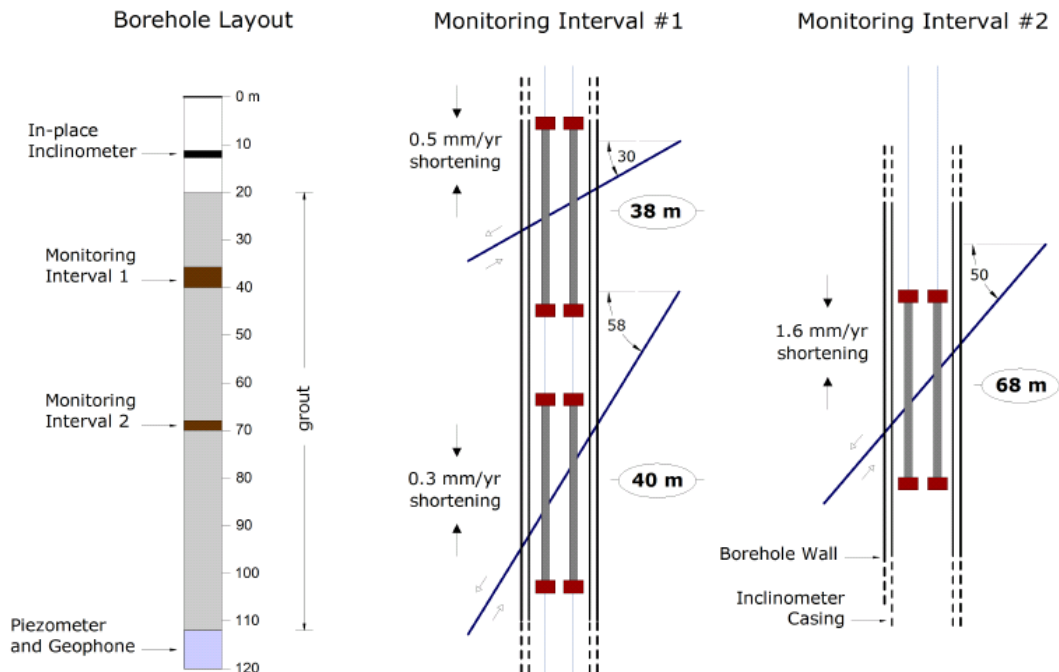 Borehole Layout
0 m
10
20
30
40
50
60
70
80
90
100
110
120
In-place
Inclinometer
Monitoring
Interval 1
Monitoring
Interval 2
Piezometer
and Geophone
grout
Monitoring Interval #1
0.5 mm/yr
shortening
30
38 m
58
0.3 mm/yr
shortening
40 m
Monitoring Interval #2
50
1.6 mm/yr
shortening
68 m
Borehole Wall
Inclinometer
Casing